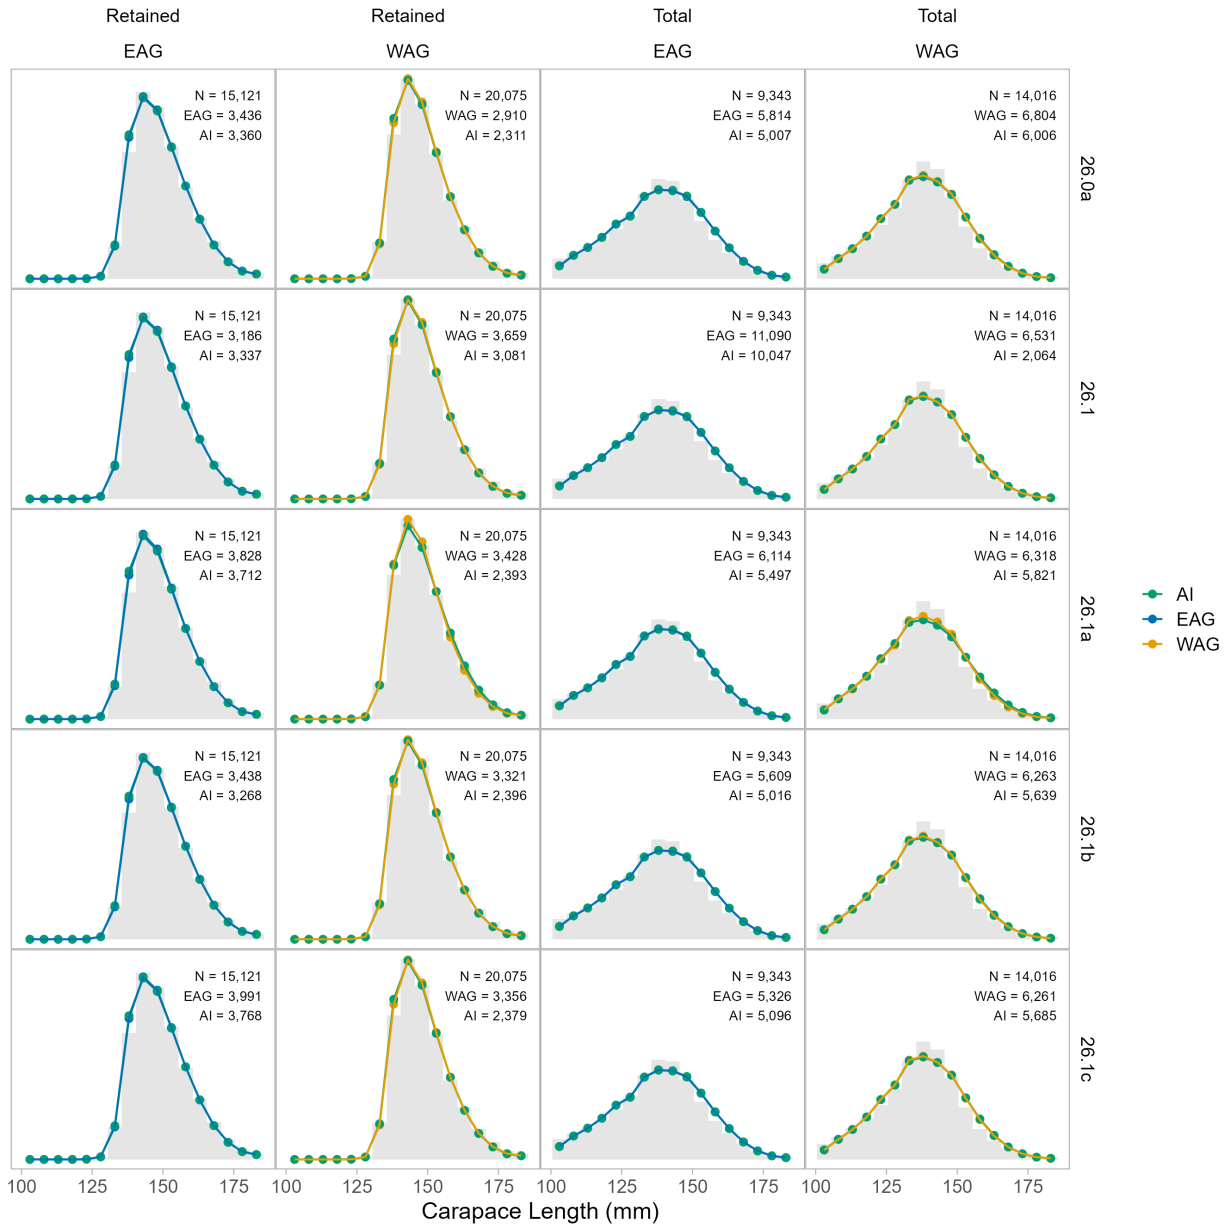 Retained Retained Total Total
EAG WAG EAG WAG
N = 15,121
EAG = 3,436
AI = 3,360
N = 20,075
WAG = 2,910
AI = 2,311
N = 9,343
EAG = 5,814
AI = 5,007
N = 14,016
WAG = 6,804
AI = 6,006
26.0a
N = 15,121
EAG = 3,186
AI = 3,337
N = 20,075
WAG = 3,659
AI = 3,081
N = 9,343
EAG = 11,090
AI = 10,047
N = 14,016
WAG = 6,531
AI = 2,064
26.1
N = 15,121
EAG = 3,828
AI = 3,712
N = 20,075
WAG = 3,428
AI = 2,393
N = 9,343
EAG = 6,114
AI = 5,497
N = 14,016
WAG = 6,318
AI = 5,821
26.1a
N = 15,121
EAG = 3,438
AI = 3,268
N = 20,075
WAG = 3,321
AI = 2,396
N = 9,343
EAG = 5,609
AI = 5,016
N = 14,016
WAG = 6,263
AI = 5,639
26.1b
N = 15,121
EAG = 3,991
AI = 3,768
N = 20,075
WAG = 3,356
AI = 2,379
N = 9,343
EAG = 5,326
AI = 5,096
N = 14,016
WAG = 6,261
AI = 5,685
26.1c
100 125 150 175 100 125 150 175 100 125 150 175 100 125 150 175
Carapace Length (mm)
AI
EAG
WAG